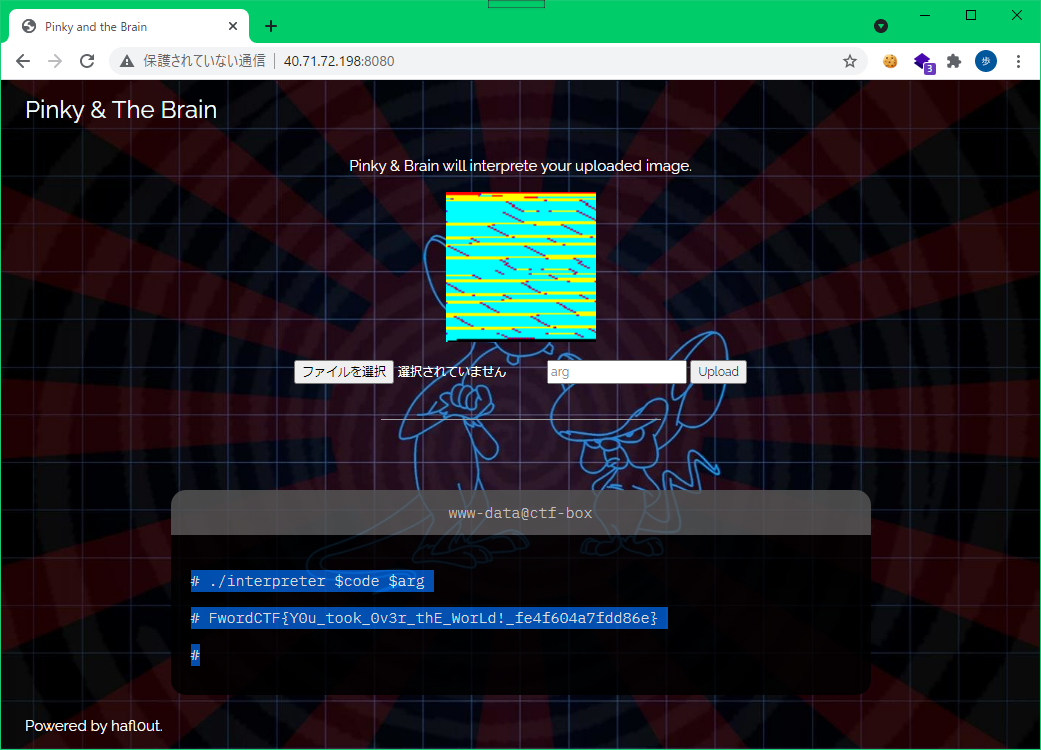 Pinky and the Brain
保護されていない通信 40.71.72.198:8080
3
歩
Pinky & The Brain
Pinky & Brain will interprete your uploaded image.
ファイルを選択 選択されていません arg Upload
www-data@ctf-box
# ./interpreter $code $arg
# FwordCTF{Y0u_took_0v3r_thE_WorLd!_fe4f604a7fdd86e}
#
Powered by hafl0ut.